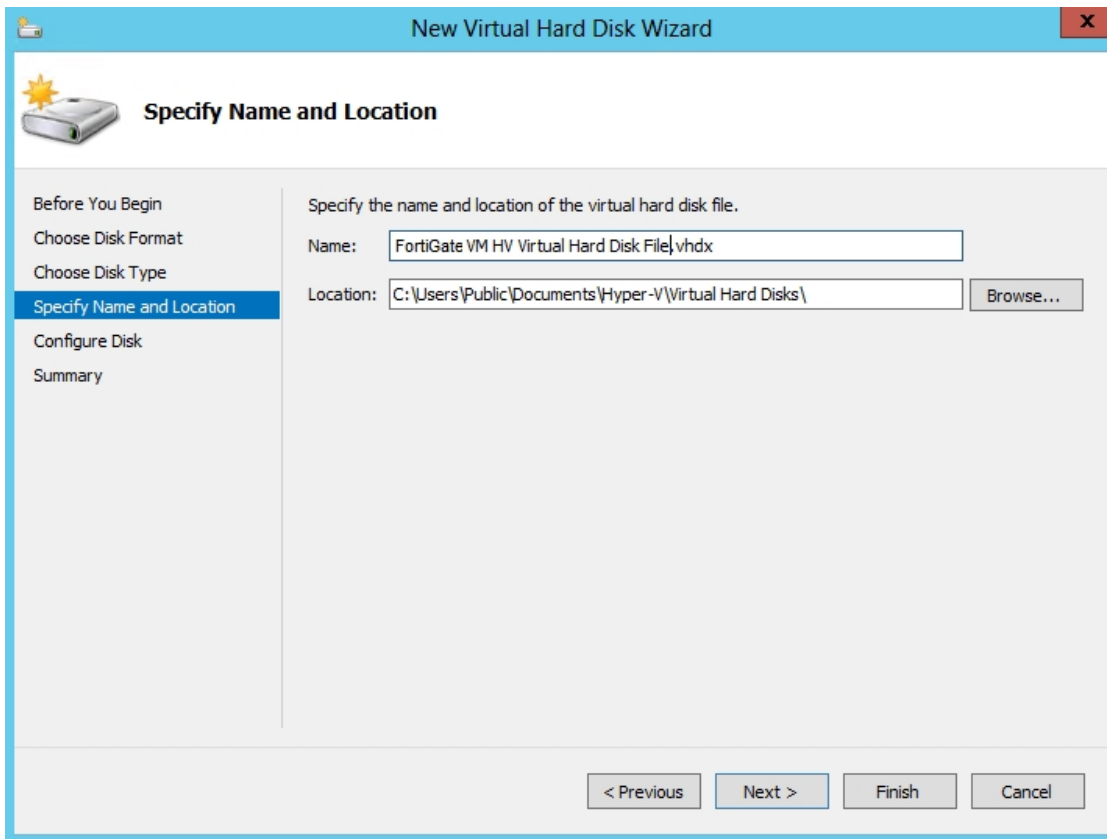 New Virtual Hard Disk Wizard
x
Specify Name and Location
Before You Begin
Choose Disk Format
Choose Disk Type
Specify Name and Location
Configure Disk
Summary
Specify the name and location of the virtual hard disk file.
Name: FortiGate VM HV Virtual Hard Disk File.vhdx
Location: C:\Users\Public\Documents\Hyper-V\Virtual Hard Disks\ Browse...
< Previous Next > Finish Cancel